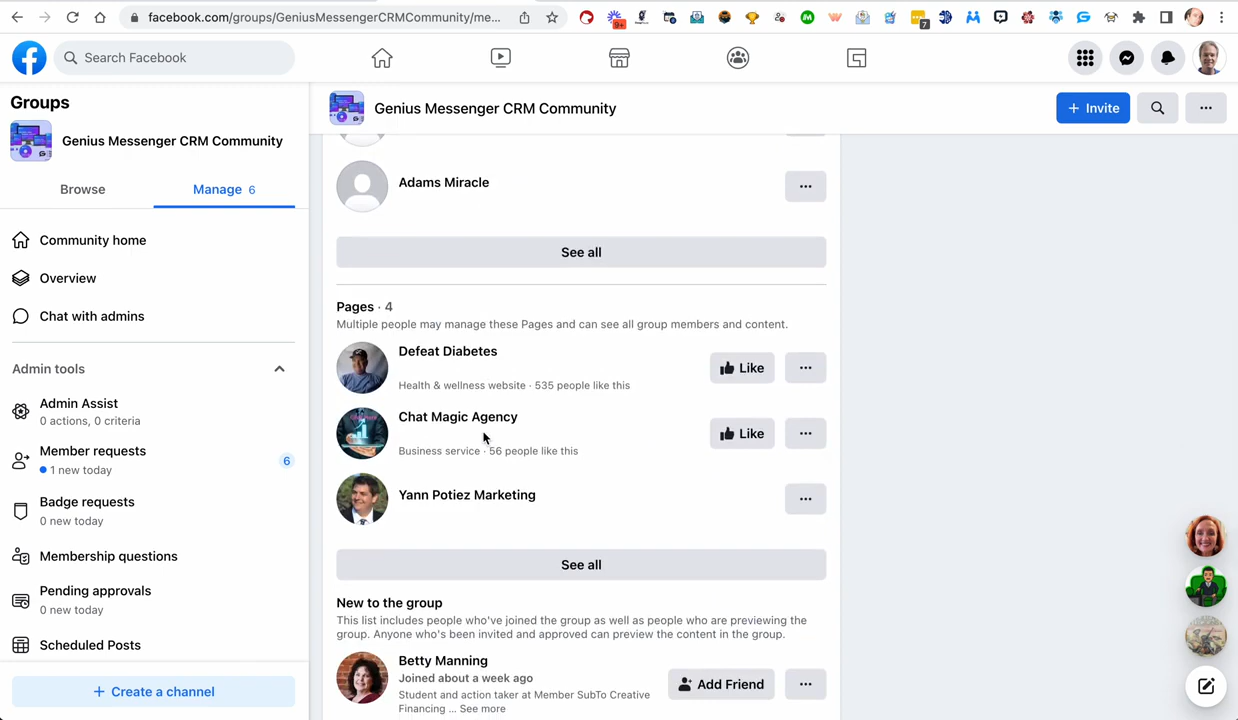 facebook.com/groups/GeniusMessengerCRMCommunity/me...
9+
7
Search Facebook
Groups
Genius Messenger CRM Community
Browse
Manage 6
Community home
Overview
Chat with admins
Admin tools
Admin Assist
0 actions, 0 criteria
Member requests
1 new today
6
Badge requests
0 new today
Membership questions
Pending approvals
0 new today
Scheduled Posts
+ Create a channel
Genius Messenger CRM Community
+ Invite
Adams Miracle
See all
Pages · 4
Multiple people may manage these Pages and can see all group members and content.
Defeat Diabetes
Health & wellness website · 535 people like this
Like
Chat Magic Agency
Business service · 56 people like this
Like
Yann Potiez Marketing
See all
New to the group
This list includes people who've joined the group as well as people who are previewing the
group. Anyone who's been invited and approved can preview the content in the group.
Betty Manning
Joined about a week ago
Student and action taker at Member SubTo Creative
Financing ... See more
Add Friend